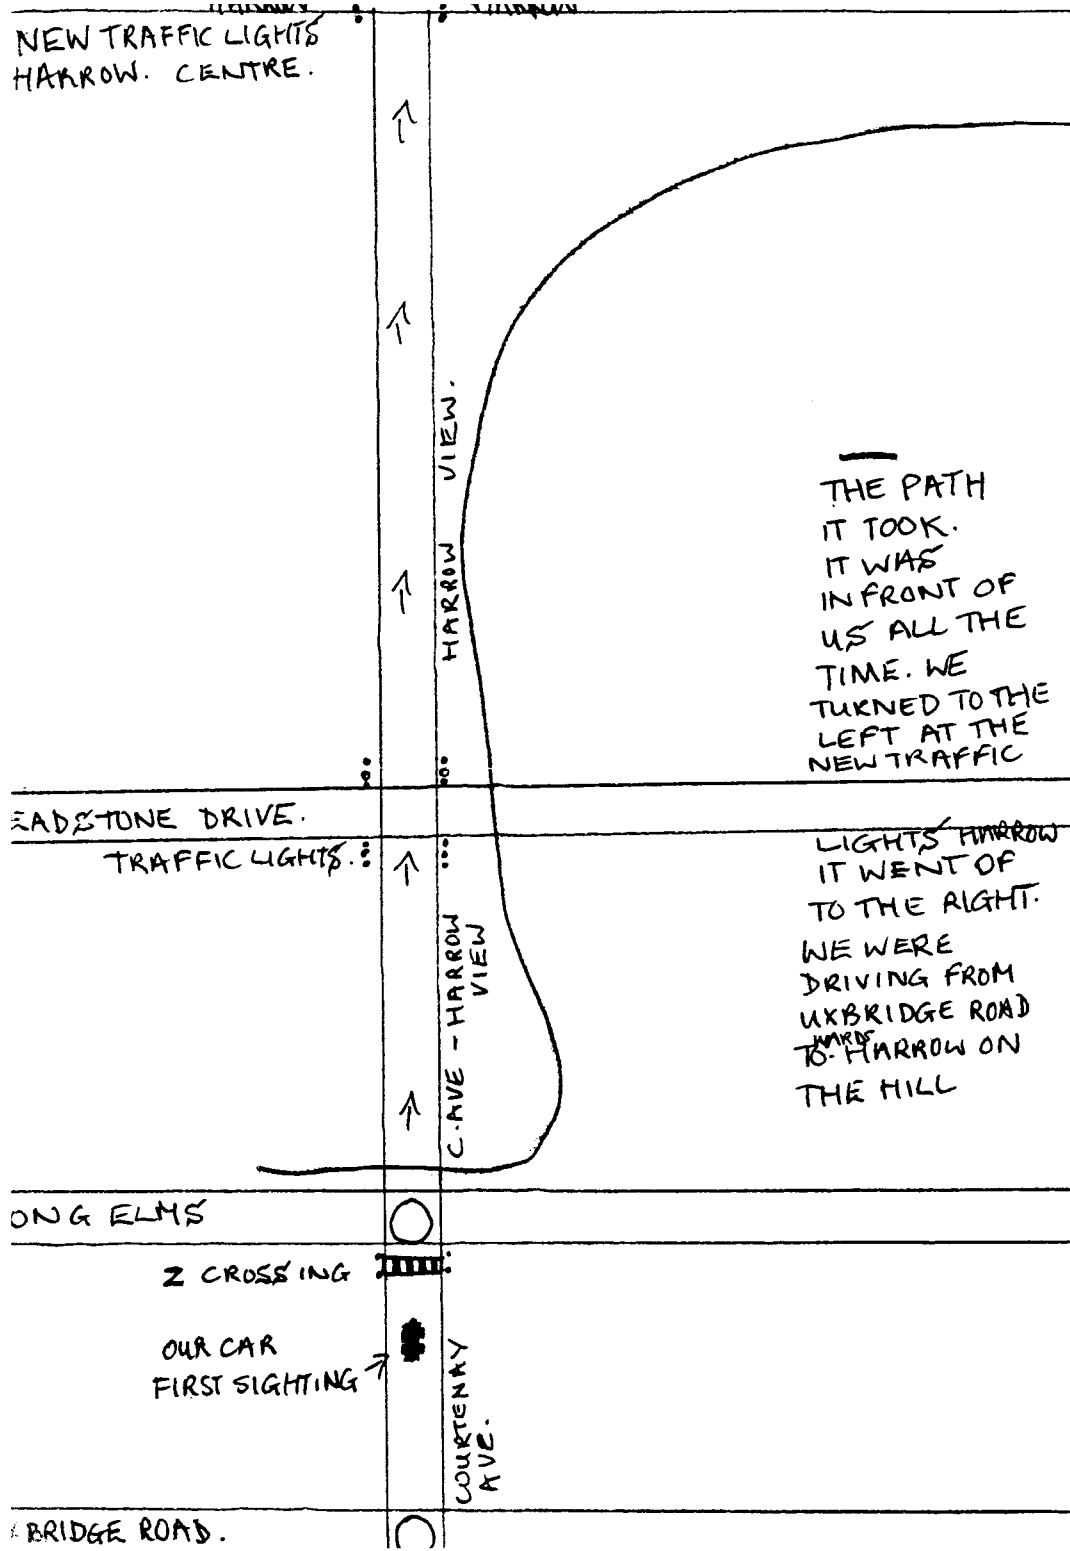 NEW TRAFFIC LIGHTS
HARROW. CENTRE.
HARROW VIEW.
THE PATH
IT TOOK.
IT WAS
IN FRONT OF
US ALL THE
TIME. WE
TURNED TO THE
LEFT AT THE
NEW TRAFFIC
LIGHTS HARROW
IT WENT OF
TO THE RIGHT.
WE WERE
DRIVING FROM
UXBRIDGE ROAD
TO WARDS HARROW ON
THE HILL
EADSTONE DRIVE.
TRAFFIC LIGHTS.
C. AVE - HARROW
VIEW
ONG ELMS
Z CROSSING
OUR CAR
FIRST SIGHTING
COURTENAY
AVE.
BRIDGE ROAD.